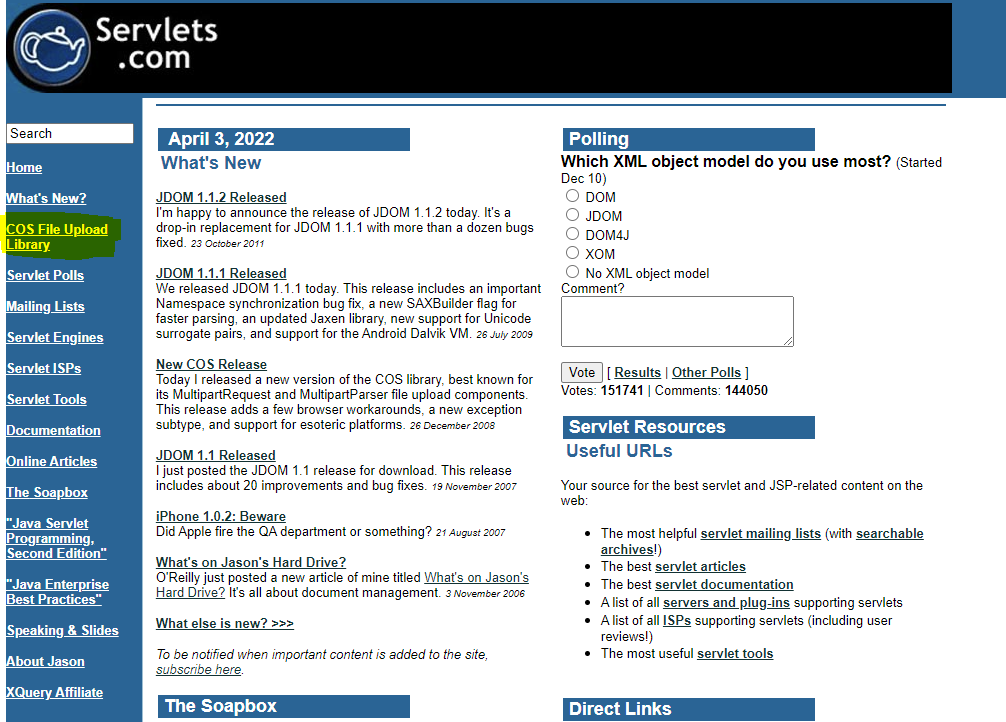 Servlets
.com
Search
Home
What's New?
COS File Upload
Library
Servlet Polls
Mailing Lists
Servlet Engines
Servlet ISPs
Servlet Tools
Documentation
Online Articles
The Soapbox
"Java Servlet
Programming,
Second Edition"
"Java Enterprise
Best Practices"
Speaking & Slides
About Jason
XQuery Affiliate
April 3, 2022
What's New
JDOM 1.1.2 Released
I'm happy to announce the release of JDOM 1.1.2 today. It's a
drop-in replacement for JDOM 1.1.1 with more than a dozen bugs
fixed. 23 October 2011
JDOM 1.1.1 Released
We released JDOM 1.1.1 today. This release includes an important
Namespace synchronization bug fix, a new SAXBuilder flag for
faster parsing, an updated Jaxen library, new support for Unicode
surrogate pairs, and support for the Android Dalvik VM. 26 July 2009
New COS Release
Today I released a new version of the COS library, best known for
its MultipartRequest and MultipartParser file upload components.
This release adds a few browser workarounds, a new exception
subtype, and support for esoteric platforms. 26 December 2008
JDOM 1.1 Released
I just posted the JDOM 1.1 release for download. This release
includes about 20 improvements and bug fixes. 19 November 2007
iPhone 1.0.2: Beware
Did Apple fire the QA department or something? 21 August 2007
What's on Jason's Hard Drive?
O'Reilly just posted a new article of mine titled What's on Jason's
Hard Drive? It's all about document management. 3 November 2006
What else is new? >>>
To be notified when important content is added to the site,
subscribe here.
The Soapbox
Polling
Which XML object model do you use most? (Started
Dec 10)
DOM
JDOM
DOM4J
XOM
No XML object model
Comment?
Vote [ Results | Other Polls ]
Votes: 151741 | Comments: 144050
Servlet Resources
Useful URLs
Your source for the best servlet and JSP-related content on the
web:
• The most helpful servlet mailing lists (with searchable
archives!)
• The best servlet articles
• The best servlet documentation
• A list of all servers and plug-ins supporting servlets
• A list of all ISPs supporting servlets (including user
reviews!)
• The most useful servlet tools
Direct Links